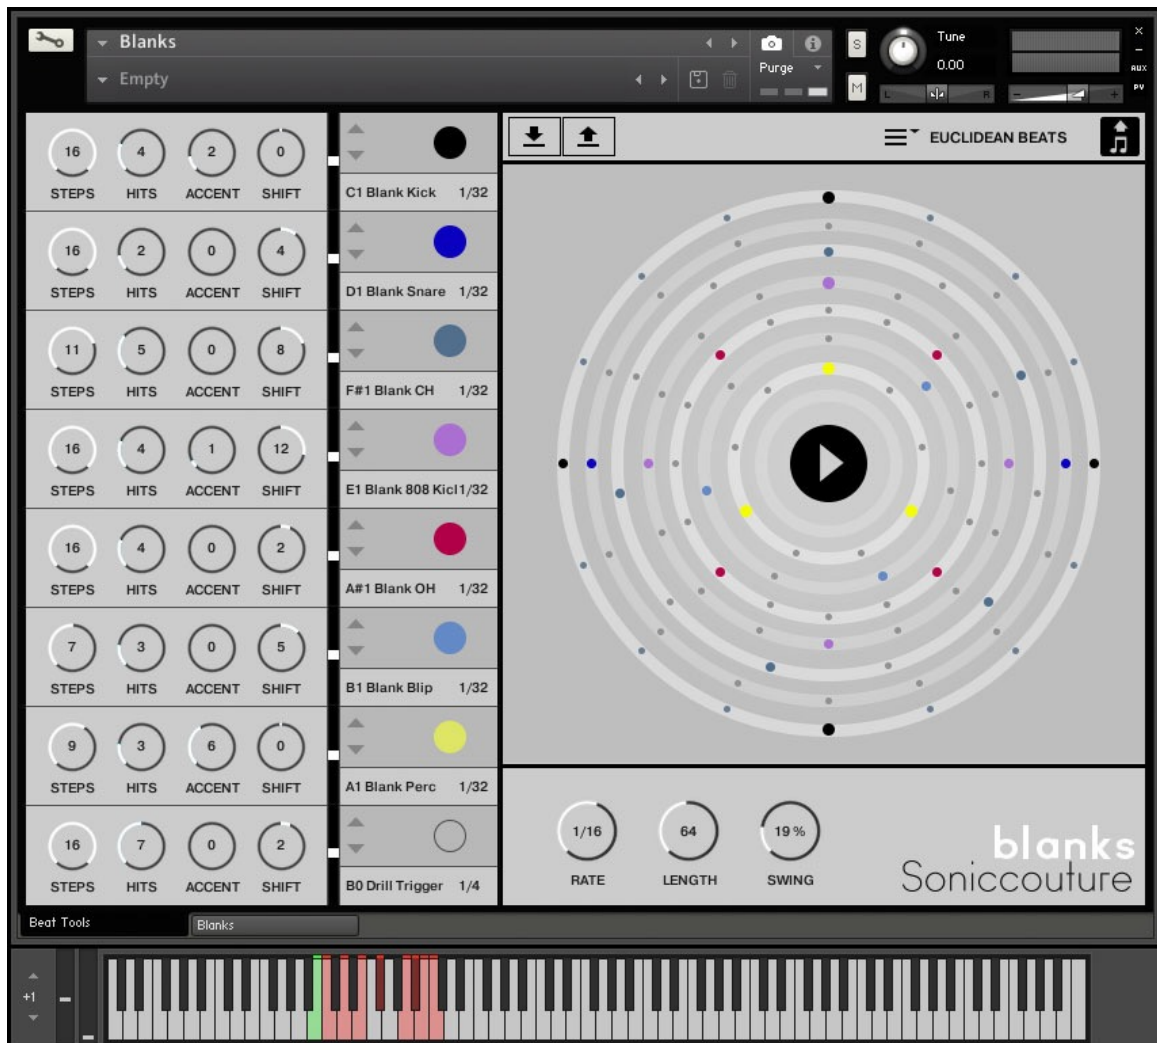 Blanks
Empty
Purge
S
M
Tune
0.00
L
R
-
+
×
–
AUX
PV
EUCLIDEAN BEATS
16 4 2 0
STEPS HITS ACCENT SHIFT
C1 Blank Kick 1/32
16 2 0 4
STEPS HITS ACCENT SHIFT
D1 Blank Snare 1/32
11 5 0 8
STEPS HITS ACCENT SHIFT
F#1 Blank CH 1/32
16 4 1 12
STEPS HITS ACCENT SHIFT
E1 Blank 808 Kicl1/32
16 4 0 2
STEPS HITS ACCENT SHIFT
A#1 Blank OH 1/32
7 3 0 5
STEPS HITS ACCENT SHIFT
B1 Blank Blip 1/32
9 3 6 0
STEPS HITS ACCENT SHIFT
A1 Blank Perc 1/32
16 7 0 2
STEPS HITS ACCENT SHIFT
B0 Drill Trigger 1/4
1/16 64 19 %
RATE LENGTH SWING
blanks
Soniccouture
Beat Tools
Blanks
+1